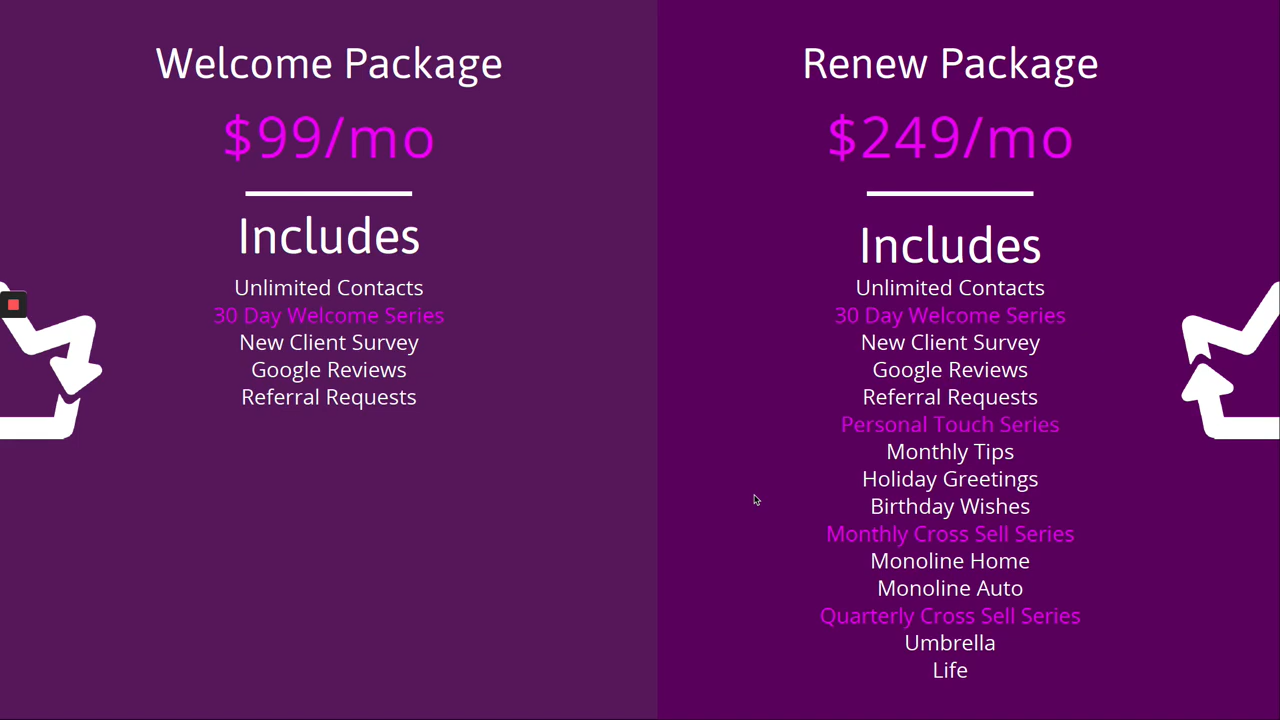 Welcome Package
$99/mo
Includes
Unlimited Contacts
30 Day Welcome Series
New Client Survey
Google Reviews
Referral Requests
Renew Package
$249/mo
Includes
Unlimited Contacts
30 Day Welcome Series
New Client Survey
Google Reviews
Referral Requests
Personal Touch Series
Monthly Tips
Holiday Greetings
Birthday Wishes
Monthly Cross Sell Series
Monoline Home
Monoline Auto
Quarterly Cross Sell Series
Umbrella
Life